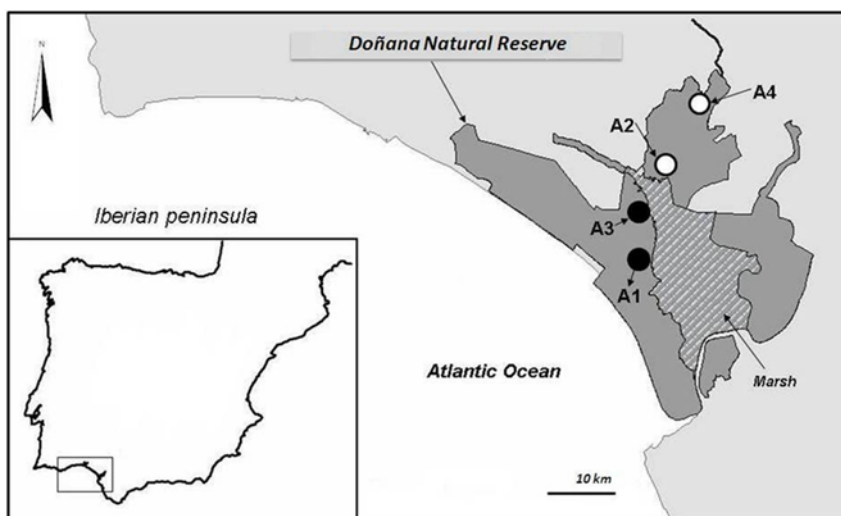 N
Doñana Natural Reserve
A4
A2
A3
A1
Iberian peninsula
Atlantic Ocean
Marsh
10 km